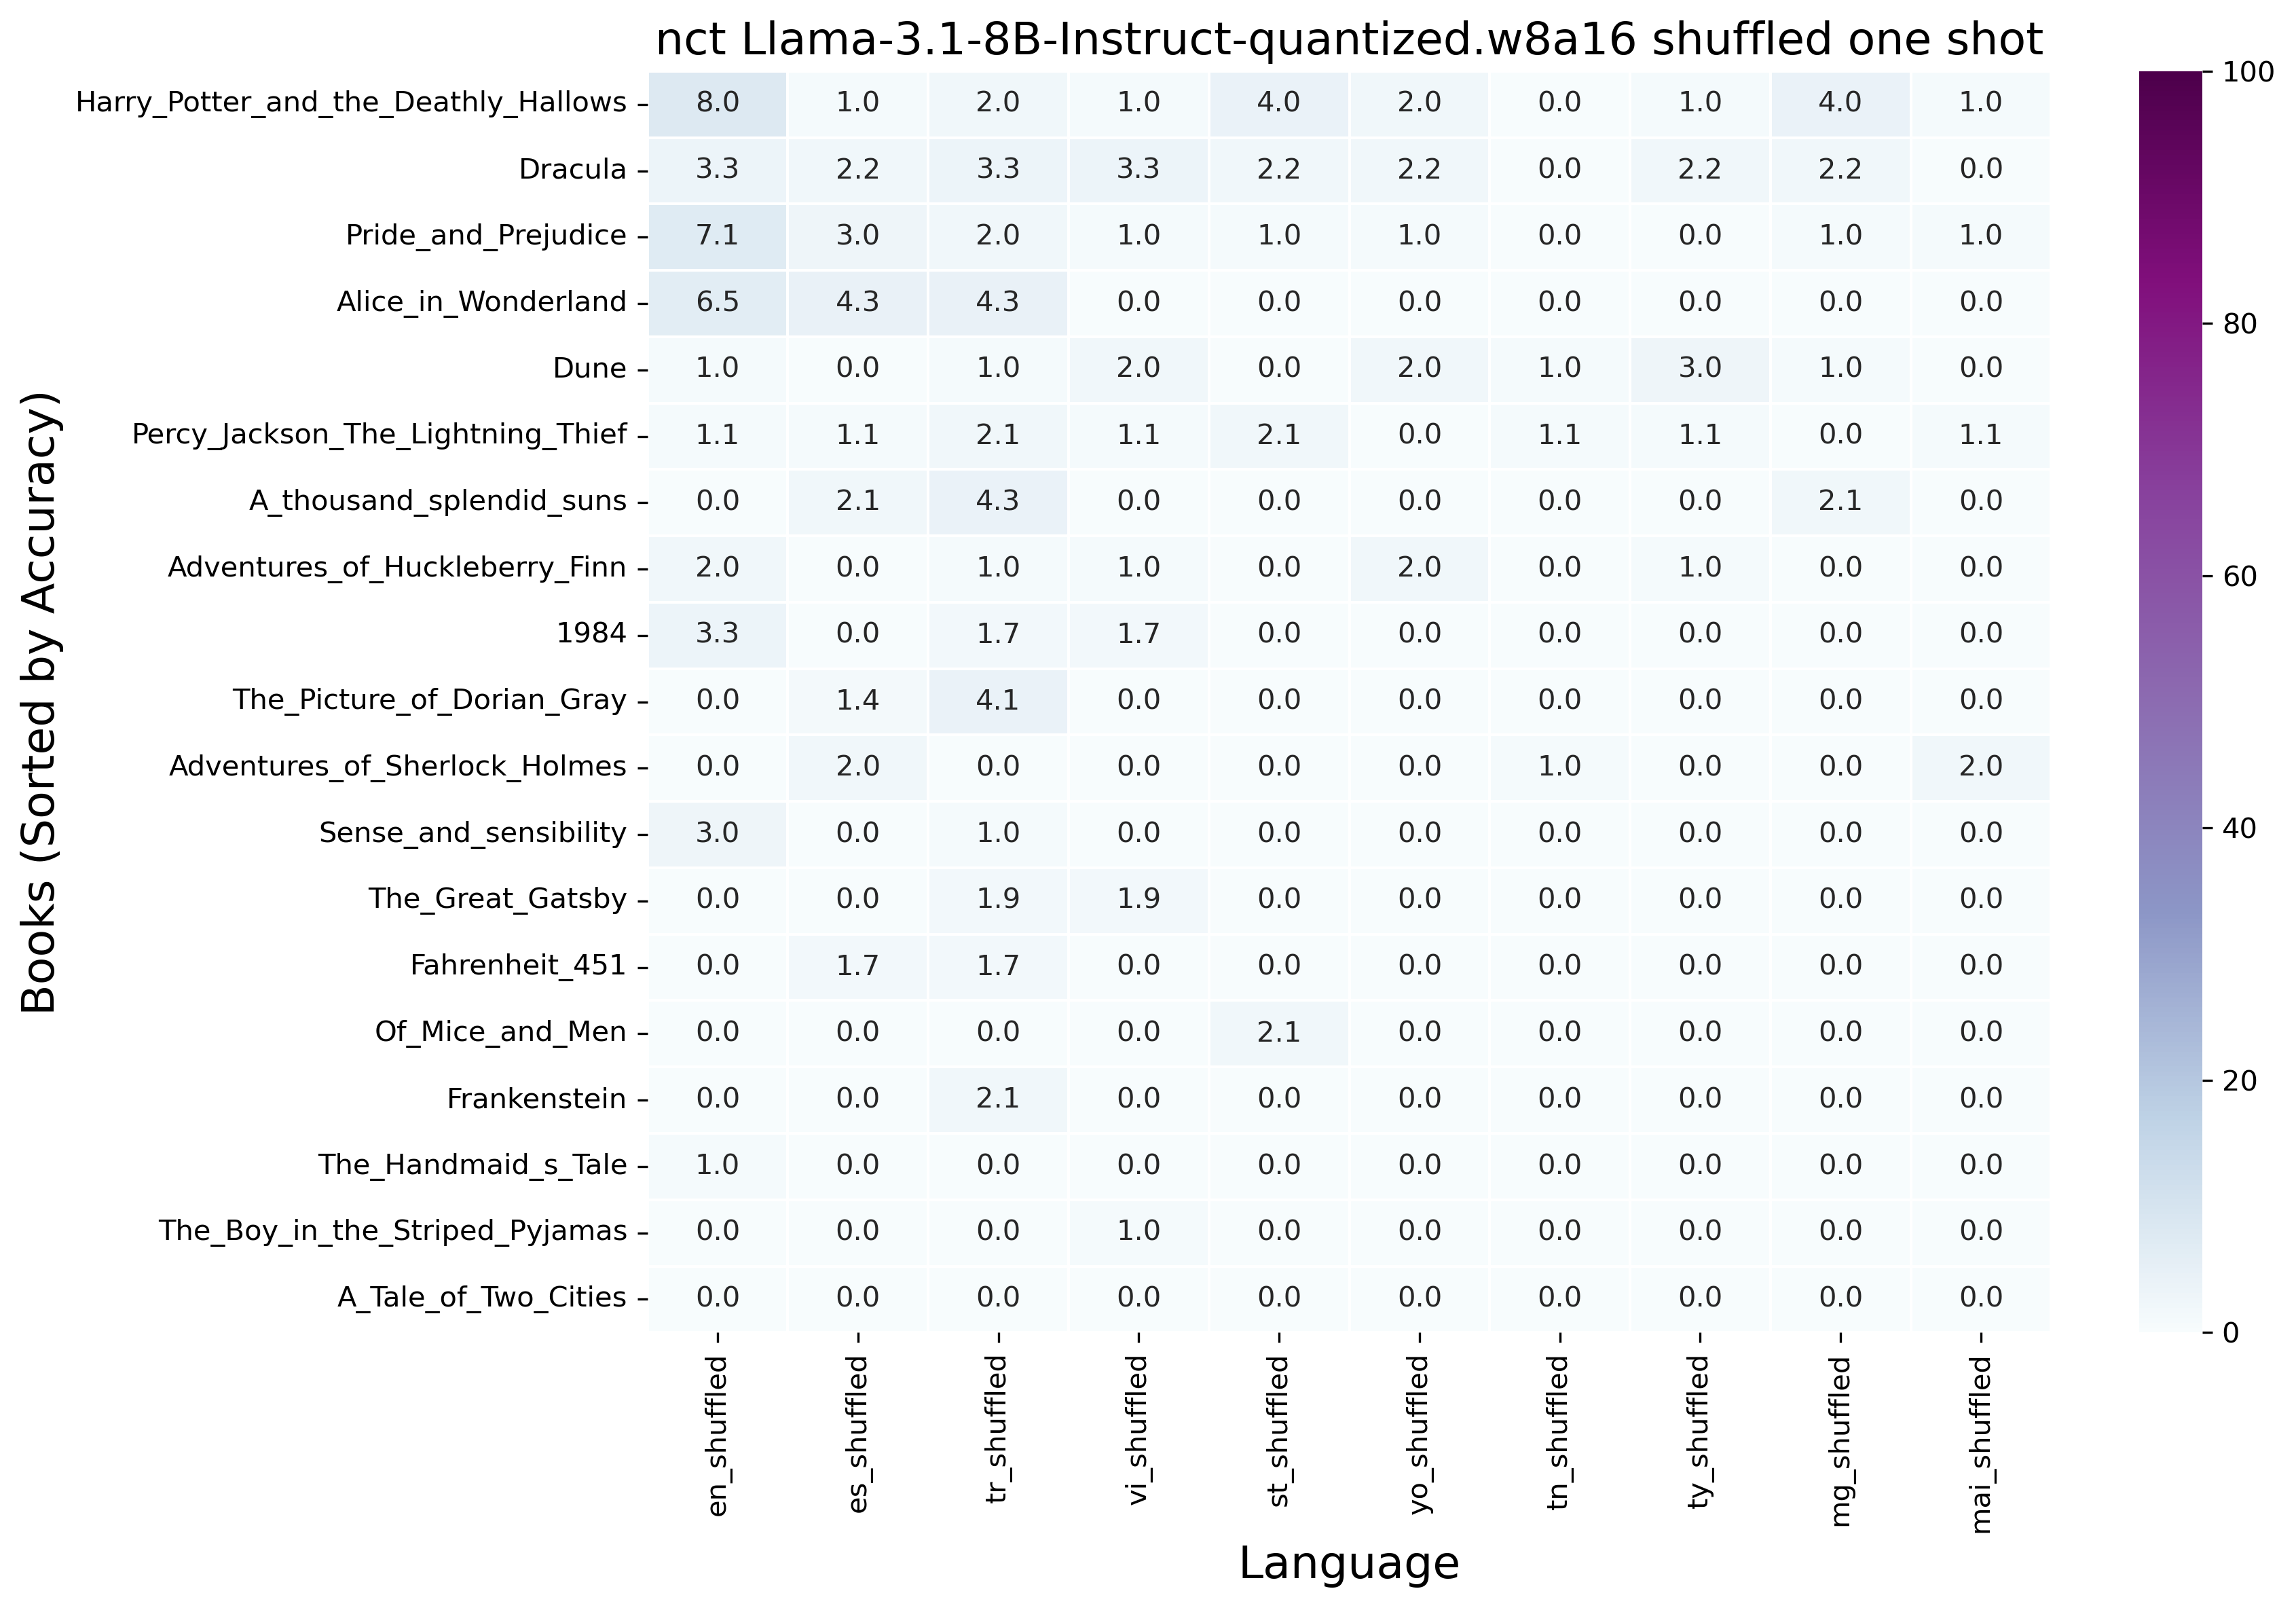 nct Llama-3.1-8B-Instruct-quantized.w8a16 shuffled one shot
Books (Sorted by Accuracy)
Harry_Potter_and_the_Deathly_Hallows 8.0 1.0 2.0 1.0 4.0 2.0 0.0 1.0 4.0 1.0
Dracula 3.3 2.2 3.3 3.3 2.2 2.2 0.0 2.2 2.2 0.0
Pride_and_Prejudice 7.1 3.0 2.0 1.0 1.0 1.0 0.0 0.0 1.0 1.0
Alice_in_Wonderland 6.5 4.3 4.3 0.0 0.0 0.0 0.0 0.0 0.0 0.0
Dune 1.0 0.0 1.0 2.0 0.0 2.0 1.0 3.0 1.0 0.0
Percy_Jackson_The_Lightning_Thief 1.1 1.1 2.1 1.1 2.1 0.0 1.1 1.1 0.0 1.1
A_thousand_splendid_suns 0.0 2.1 4.3 0.0 0.0 0.0 0.0 0.0 2.1 0.0
Adventures_of_Huckleberry_Finn 2.0 0.0 1.0 1.0 0.0 2.0 0.0 1.0 0.0 0.0
1984 3.3 0.0 1.7 1.7 0.0 0.0 0.0 0.0 0.0 0.0
The_Picture_of_Dorian_Gray 0.0 1.4 4.1 0.0 0.0 0.0 0.0 0.0 0.0 0.0
Adventures_of_Sherlock_Holmes 0.0 2.0 0.0 0.0 0.0 0.0 1.0 0.0 0.0 2.0
Sense_and_sensibility 3.0 0.0 1.0 0.0 0.0 0.0 0.0 0.0 0.0 0.0
The_Great_Gatsby 0.0 0.0 1.9 1.9 0.0 0.0 0.0 0.0 0.0 0.0
Fahrenheit_451 0.0 1.7 1.7 0.0 0.0 0.0 0.0 0.0 0.0 0.0
Of_Mice_and_Men 0.0 0.0 0.0 0.0 2.1 0.0 0.0 0.0 0.0 0.0
Frankenstein 0.0 0.0 2.1 0.0 0.0 0.0 0.0 0.0 0.0 0.0
The_Handmaid_s_Tale 1.0 0.0 0.0 0.0 0.0 0.0 0.0 0.0 0.0 0.0
The_Boy_in_the_Striped_Pyjamas 0.0 0.0 0.0 1.0 0.0 0.0 0.0 0.0 0.0 0.0
A_Tale_of_Two_Cities 0.0 0.0 0.0 0.0 0.0 0.0 0.0 0.0 0.0 0.0
en_shuffled es_shuffled tr_shuffled vi_shuffled st_shuffled yo_shuffled tn_shuffled ty_shuffled mg_shuffled mai_shuffled
Language
100
80
60
40
20
0